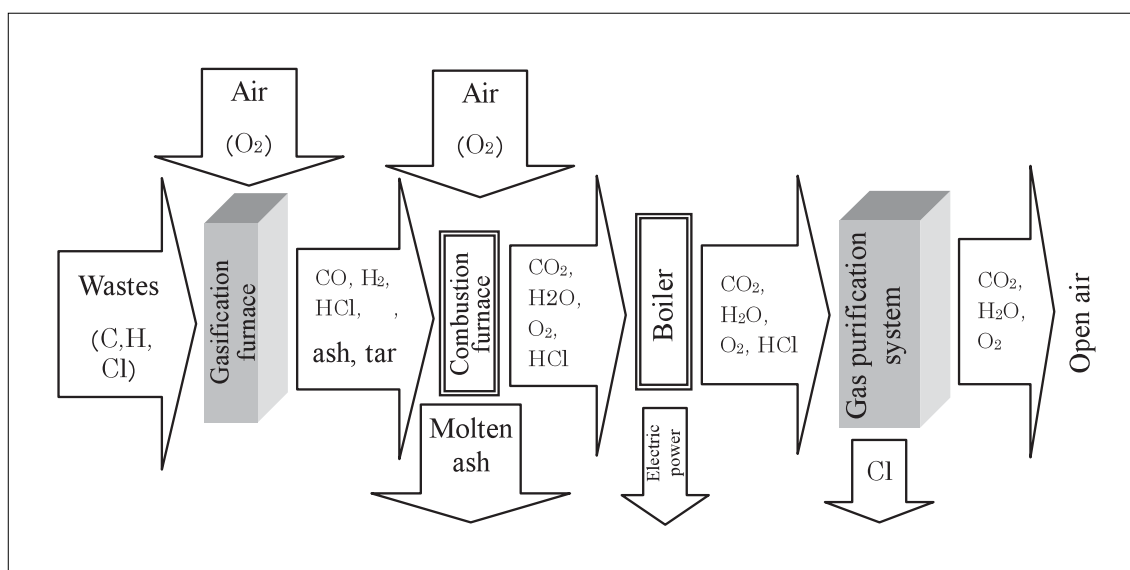 Air
(O₂)
Air
(O₂)
Wastes
(C,H,
Cl)
Gasification
furnace
CO, H₂,
HCl, ,
ash, tar
Combustion
furnace
Molten
ash
CO₂,
H2O,
O₂,
HCl
Boiler
Electric
power
CO₂,
H₂O,
O₂, HCl
Gas purification
system
Cl
CO₂,
H₂O,
O₂
Open air